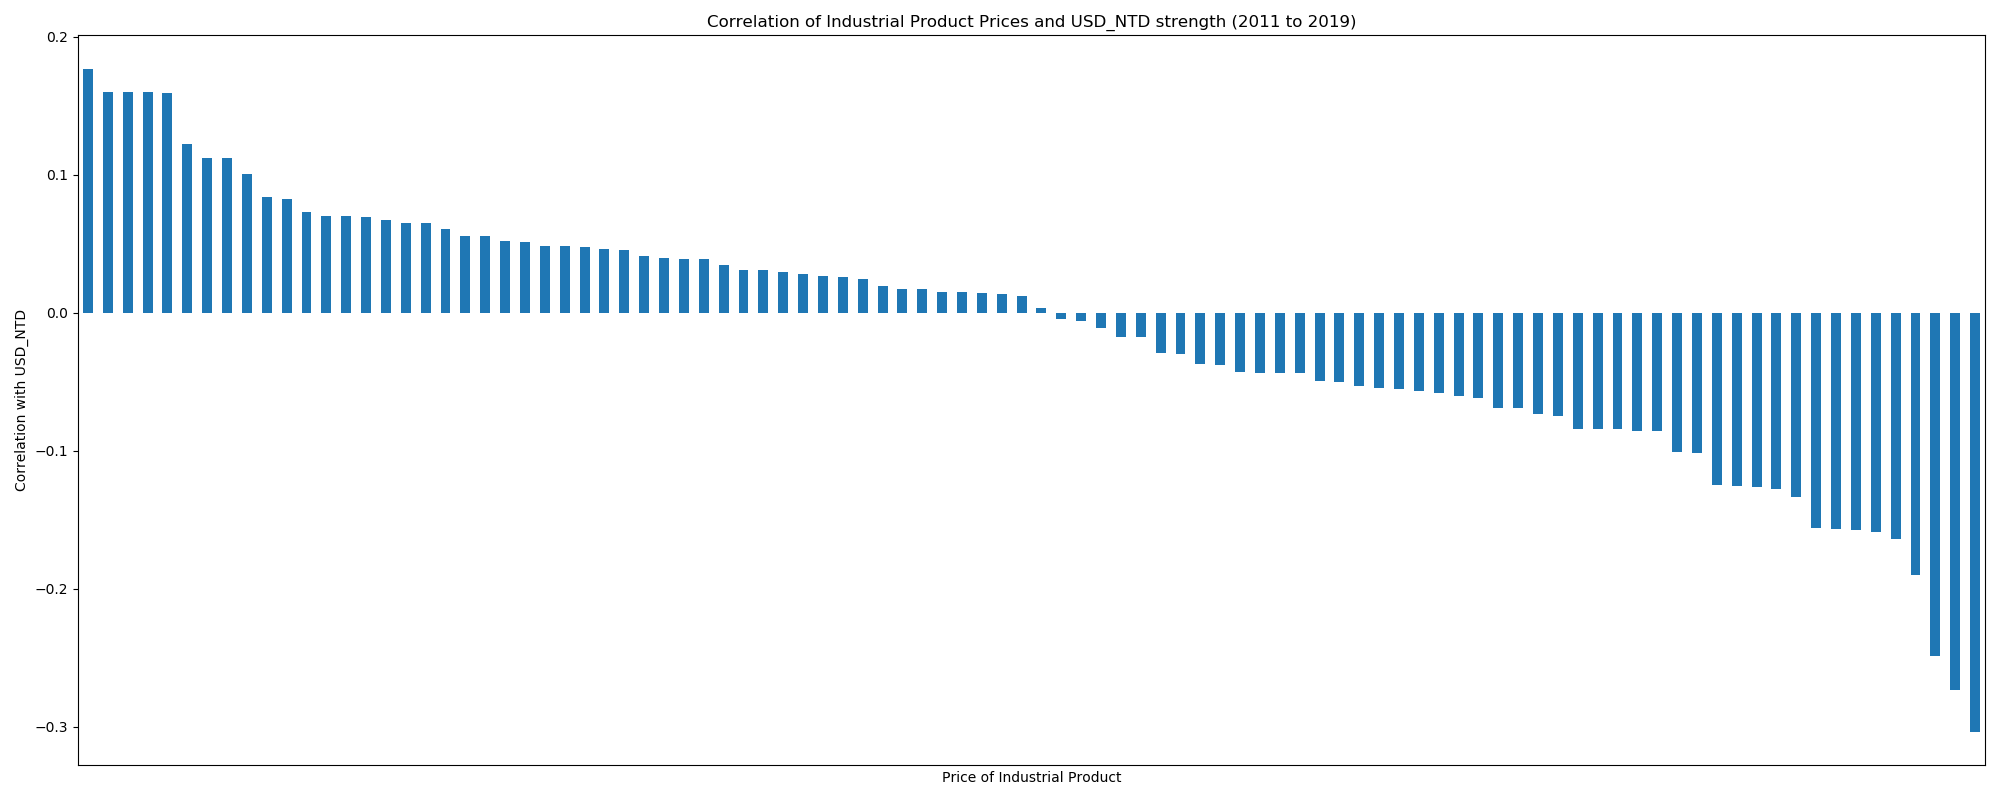 Correlation of Industrial Product Prices and USD_NTD strength (2011 to 2019)
0.2
0.1
0.0
−0.1
−0.2
−0.3
Correlation with USD_NTD
Price of Industrial Product